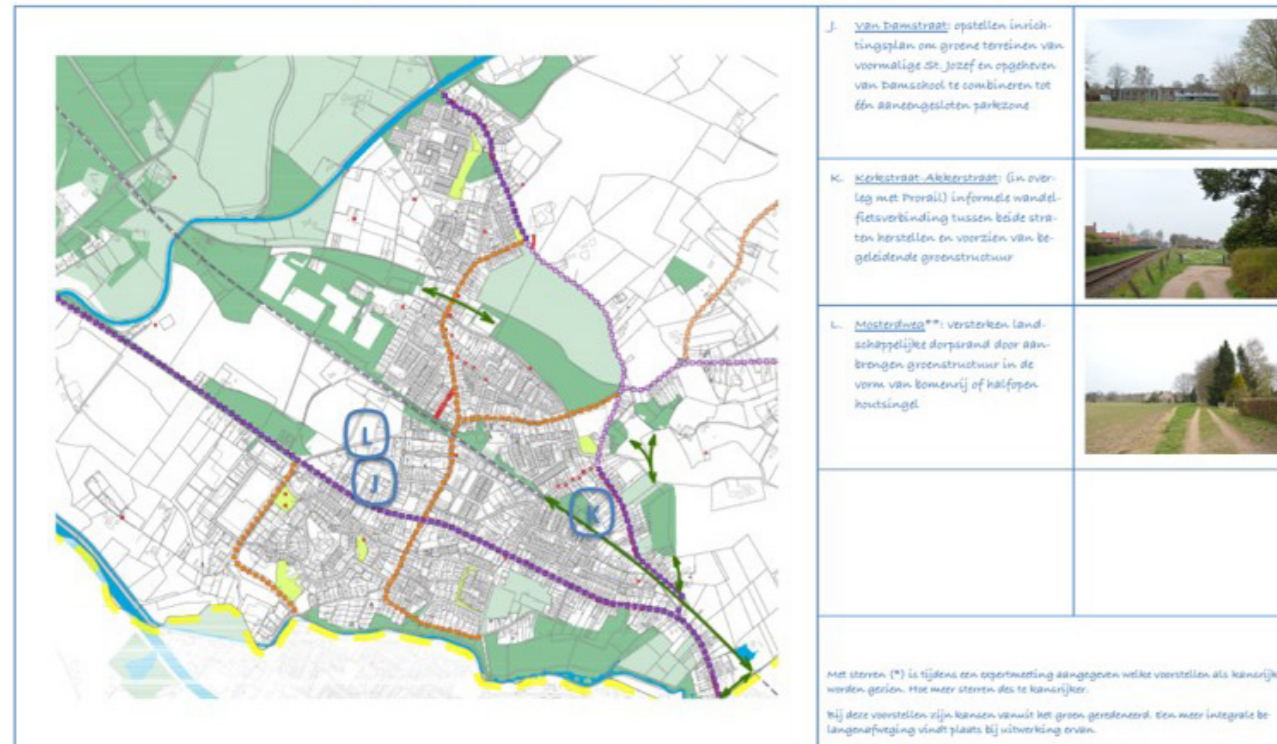 L
J
K
J. Van Damstraat: opstellen inrich-
tingsplan om groene terreinen van
voormalige St. Jozef en opgeheven
van Damschool te combineren tot
één aaneengesloten parkzone
K. Kerkstraat-Akkerstraat: (in over-
leg met Prorail) informele wandel-
fietsverbinding tussen beide stra-
ten herstellen en voorzien van be-
geleidende groenstructuur
L. Mosterdweg**: versterken land-
schappelijke dorpsrand door aan-
brengen groenstructuur in de
vorm van bomenrij of halfopen
houtsingel
Met sterren (*) is tijdens een expertmeeting aangegeven welke voorstellen als kansrijk
worden gezien. Hoe meer sterren des te kansrijker.
Bij deze voorstellen zijn kansen vanuit het groen geredeneerd. Een meer integrale be-
langenafweging vindt plaats bij uitwerking ervan.